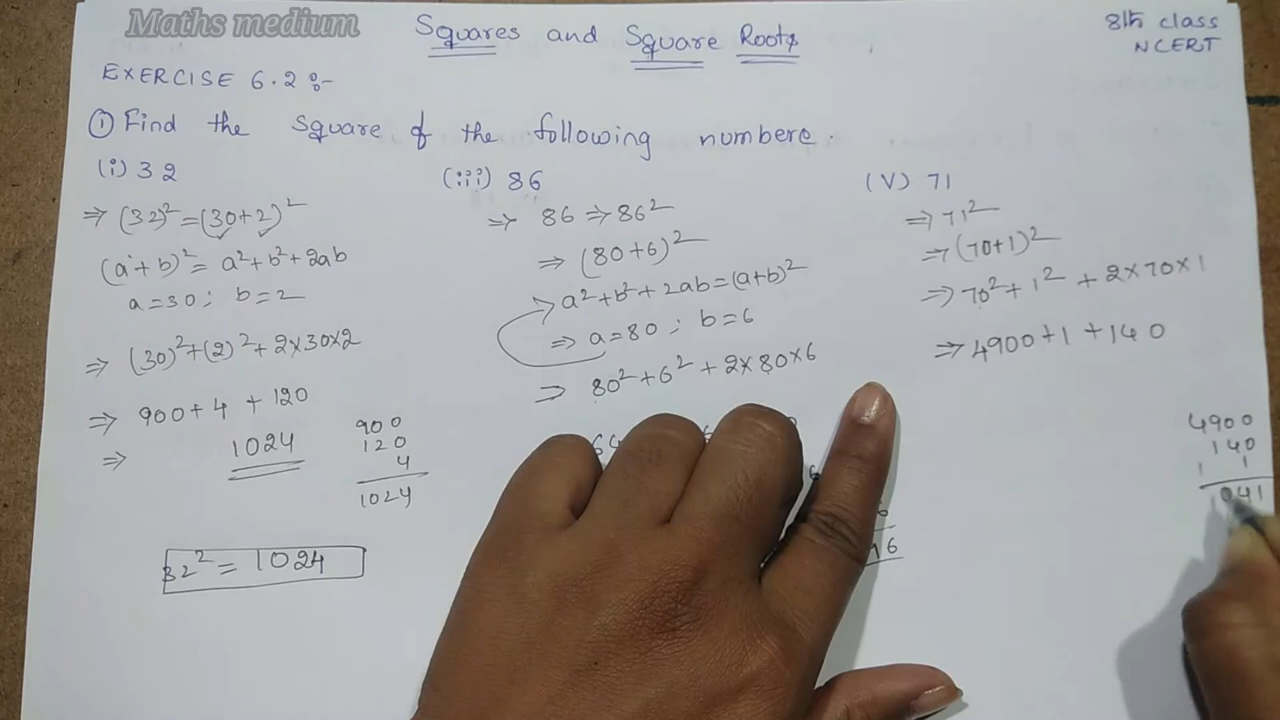 Maths medium
Squares and Square Roots
8th class
NCERT
EXERCISE 6.2 :-
① Find the Square of the following numbere.
(i) 32
⇒ (32)² = (30+2)²
(a+b)² = a²+b²+2ab
a=30; b=2
⇒ (30)²+(2)²+2×30×2
⇒ 900+4+120
⇒ 1024
900
120
4
1024
32² = 1024
(iii) 86
⇒ 86 ⇒ 86²
⇒ (80+6)²
→ a²+b²+2ab=(a+b)²
⇒ a=80; b=6
⇒ 80²+6²+2×80×6
(V) 71
⇒ 71²
⇒ (70+1)²
⇒ 70²+1²+2×70×1
⇒ 4900+1+140
4900
140
1 1
041